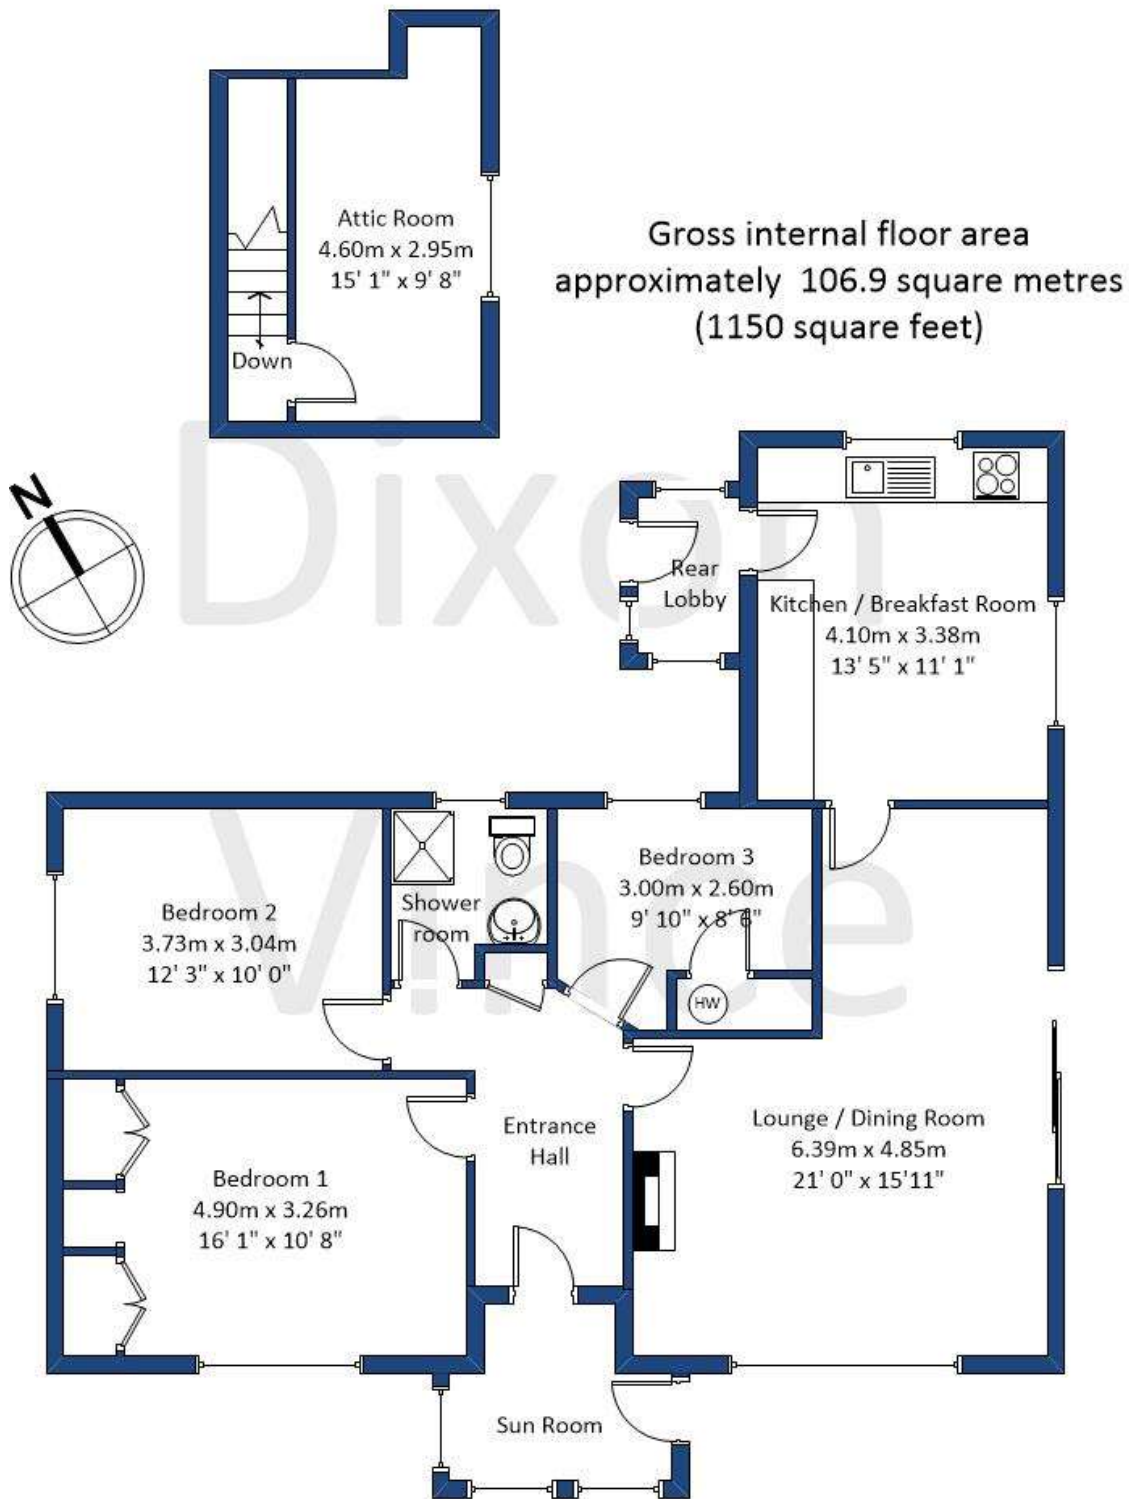 Attic Room
4.60m x 2.95m
15' 1" x 9' 8"
Down
Gross internal floor area
approximately 106.9 square metres
(1150 square feet)
N
Dixon
Vince
Rear
Lobby
Kitchen / Breakfast Room
4.10m x 3.38m
13' 5" x 11' 1"
Bedroom 2
3.73m x 3.04m
12' 3" x 10' 0"
Shower
room
Bedroom 3
3.00m x 2.60m
9' 10" x 8' 6"
HW
Entrance
Hall
Lounge / Dining Room
6.39m x 4.85m
21' 0" x 15'11"
Bedroom 1
4.90m x 3.26m
16' 1" x 10' 8"
Sun Room